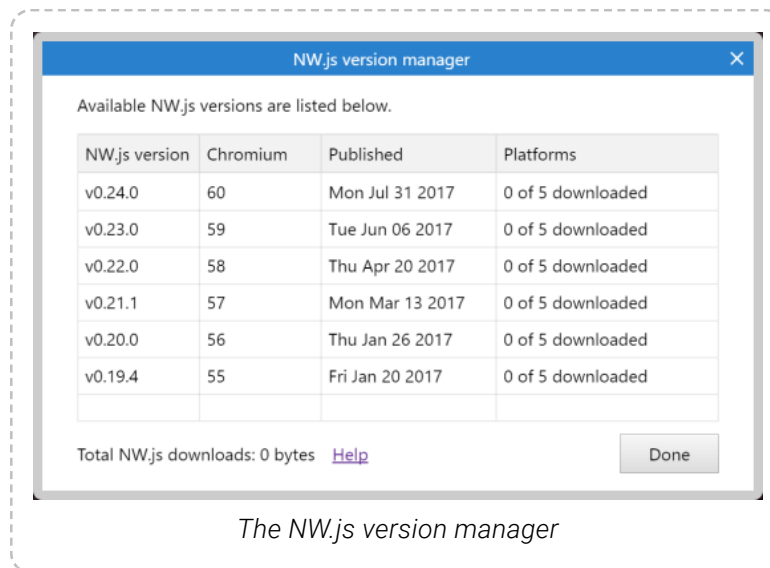 NW.js version manager
Available NW.js versions are listed below.
NW.js version Chromium Published Platforms
v0.24.0 60 Mon Jul 31 2017 0 of 5 downloaded
v0.23.0 59 Tue Jun 06 2017 0 of 5 downloaded
v0.22.0 58 Thu Apr 20 2017 0 of 5 downloaded
v0.21.1 57 Mon Mar 13 2017 0 of 5 downloaded
v0.20.0 56 Thu Jan 26 2017 0 of 5 downloaded
v0.19.4 55 Fri Jan 20 2017 0 of 5 downloaded
Total NW.js downloads: 0 bytes Help Done
The NW.js version manager